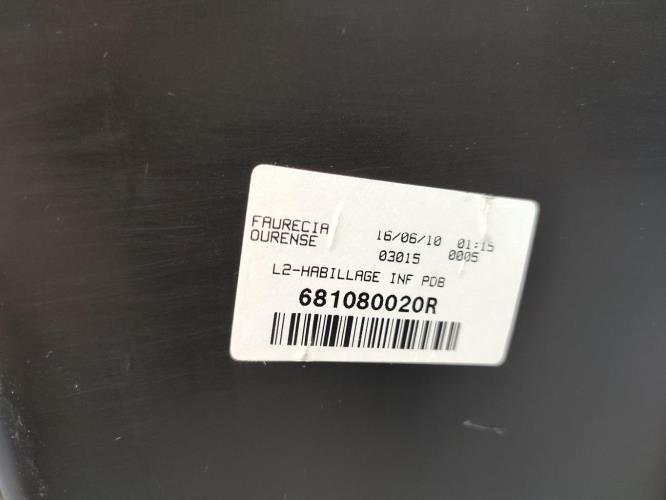 FAURECIA
OURENSE
16/06/10 01:15
03015 0005
L2-HABILLAGE INF PDB
681080020R